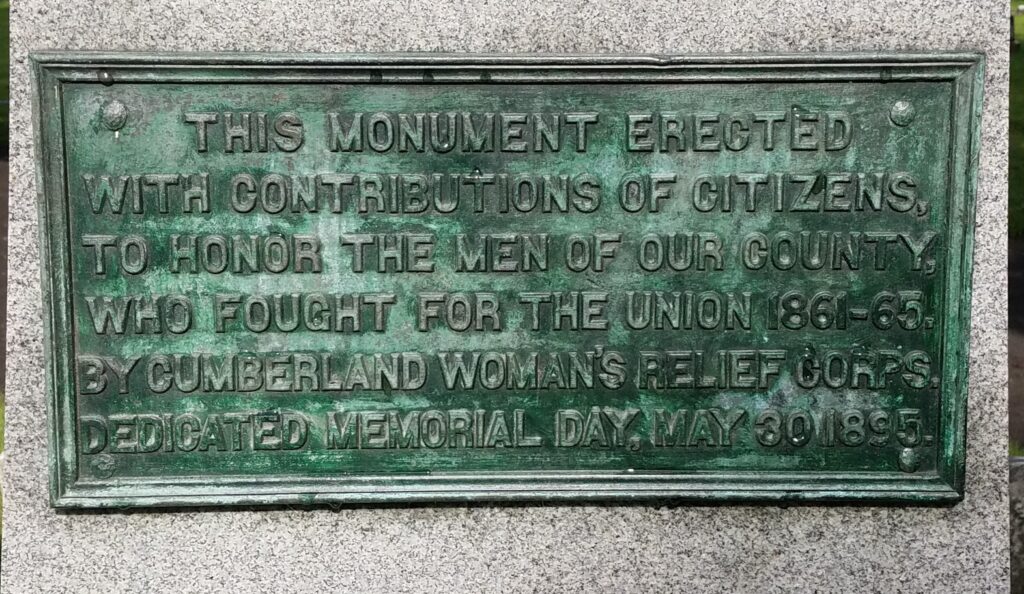 THIS MONUMENT ERECTED
WITH CONTRIBUTIONS OF CITIZENS,
TO HONOR THE MEN OF OUR COUNTY,
WHO FOUGHT FOR THE UNION 1861-65.
BY CUMBERLAND WOMAN'S RELIEF CORPS.
DEDICATED MEMORIAL DAY, MAY 30 1895.